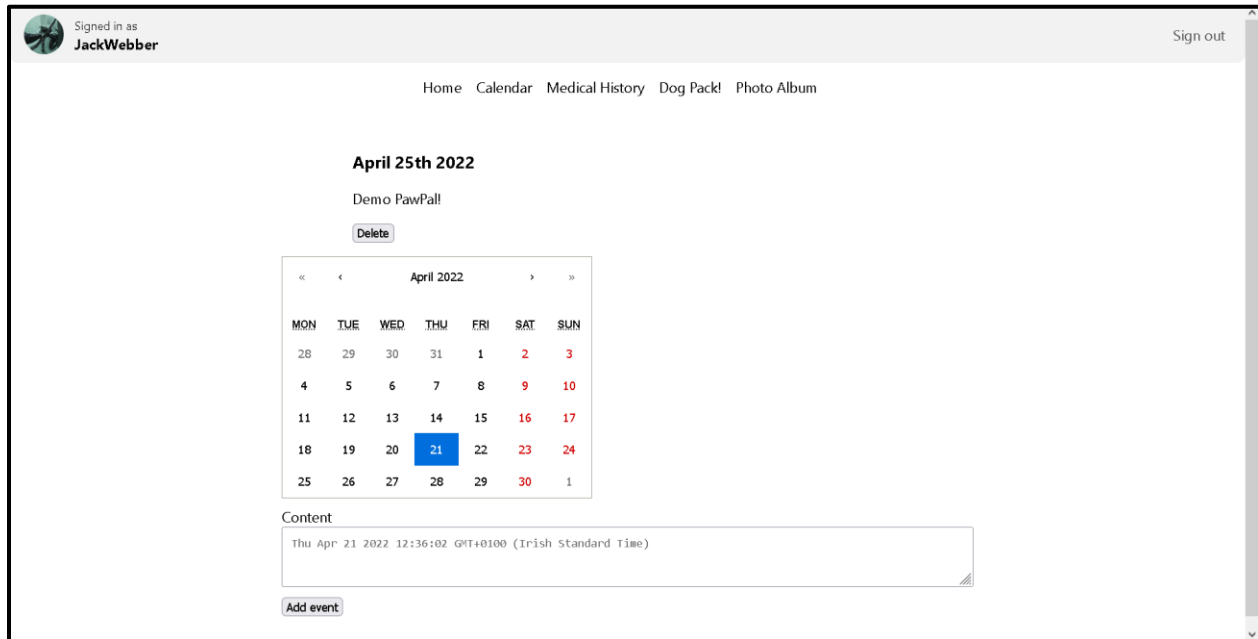 Signed in as
JackWebber
Sign out
Home Calendar Medical History Dog Pack! Photo Album
April 25th 2022
Demo PawPal!
Delete
« ‹ April 2022 › »
MON TUE WED THU FRI SAT SUN
28 29 30 31 1 2 3
4 5 6 7 8 9 10
11 12 13 14 15 16 17
18 19 20 21 22 23 24
25 26 27 28 29 30 1
Content
Thu Apr 21 2022 12:36:02 GMT+0100 (Irish Standard Time)
Add event